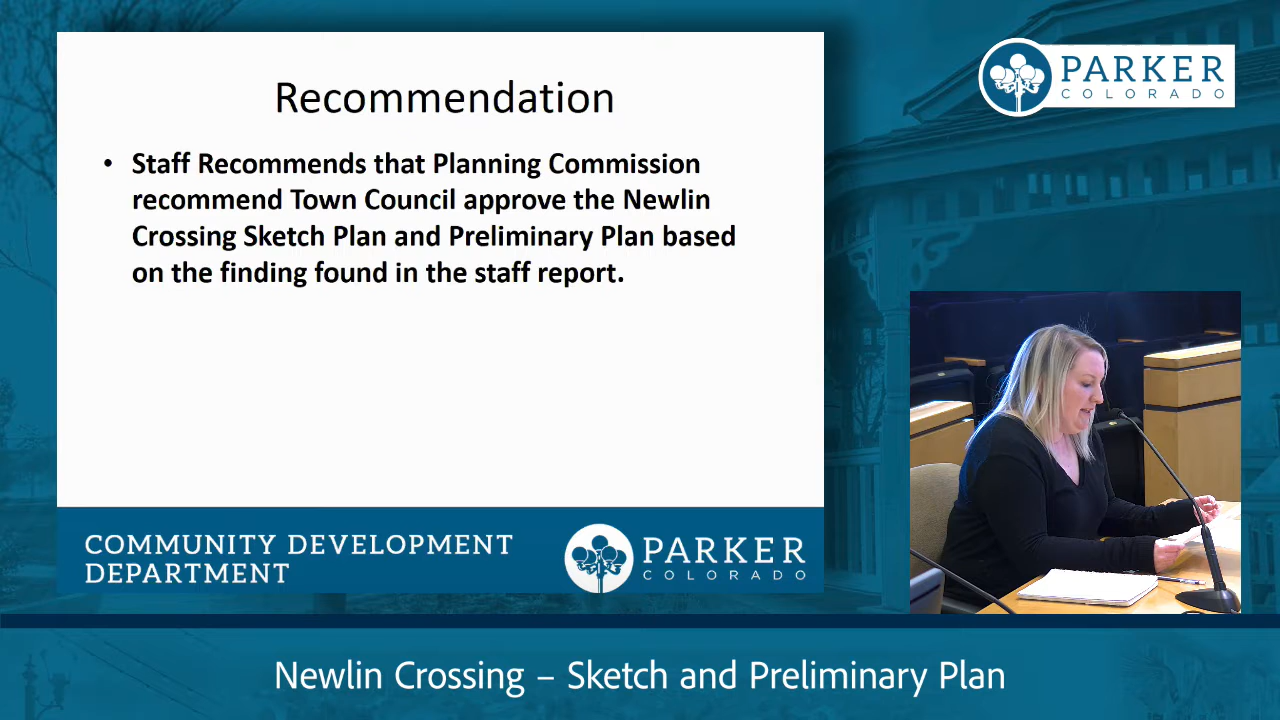 Recommendation
• Staff Recommends that Planning Commission
recommend Town Council approve the Newlin
Crossing Sketch Plan and Preliminary Plan based
on the finding found in the staff report.
COMMUNITY DEVELOPMENT
DEPARTMENT
PARKER
COLORADO
PARKER
COLORADO
Newlin Crossing – Sketch and Preliminary Plan